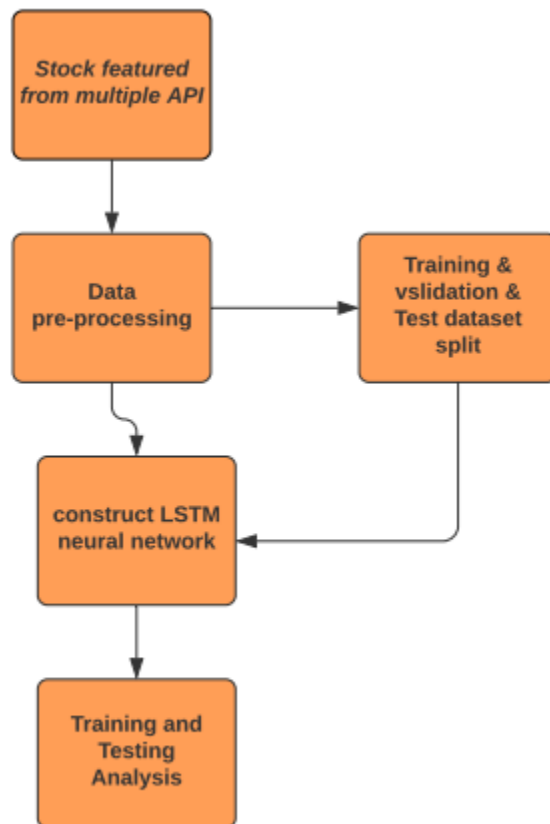 Stock featured
from multiple API
Data
pre-processing
Training &
vslidation &
Test dataset
split
construct LSTM
neural network
Training and
Testing
Analysis